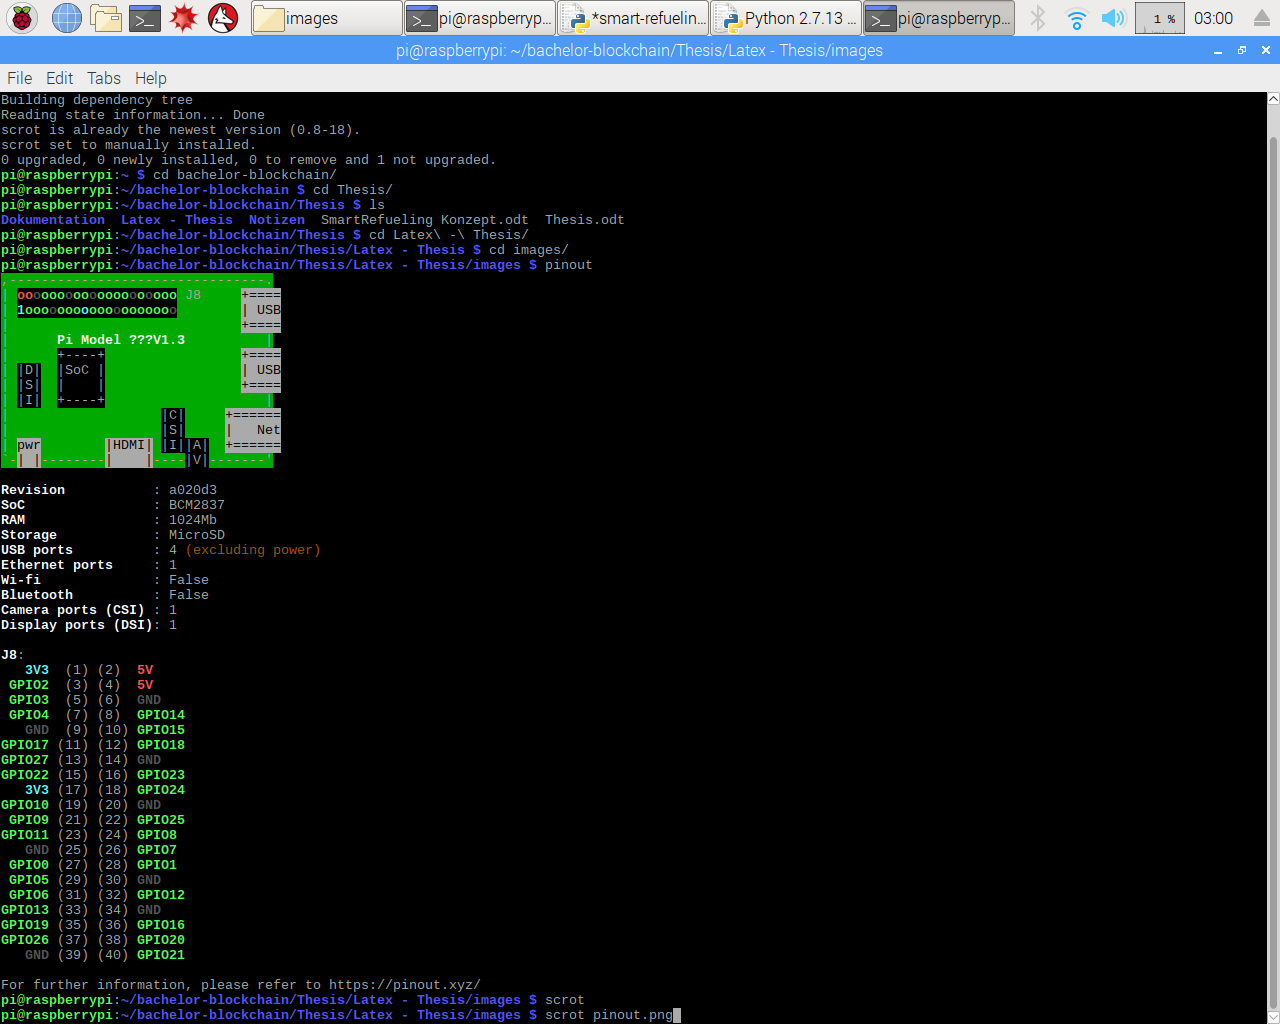 images
pi@raspberryp...
*smart-refuelin...
Python 2.7.13 ...
pi@raspberryp...
1 %
03:00
pi@raspberrypi: ~/bachelor-blockchain/Thesis/Latex - Thesis/images
File Edit Tabs Help
Building dependency tree
Reading state information... Done
scrot is already the newest version (0.8-18).
scrot set to manually installed.
0 upgraded, 0 newly installed, 0 to remove and 1 not upgraded.
pi@raspberrypi:~ $ cd bachelor-blockchain/
pi@raspberrypi:~/bachelor-blockchain $ cd Thesis/
pi@raspberrypi:~/bachelor-blockchain/Thesis $ ls
Dokumentation  Latex - Thesis  Notizen  SmartRefueling Konzept.odt  Thesis.odt
pi@raspberrypi:~/bachelor-blockchain/Thesis $ cd Latex\ -\ Thesis/
pi@raspberrypi:~/bachelor-blockchain/Thesis/Latex - Thesis $ cd images/
pi@raspberrypi:~/bachelor-blockchain/Thesis/Latex - Thesis/images $ pinout
,--------------------------------.
| oooooooooooooooooooo J8     +====
| 1ooooooooooooooooooo        | USB
|                             +====
|      Pi Model ???V1.3          |
|      +----+                 +====
| |D|  |SoC |                 | USB
| |S|  |    |                 +====
| |I|  +----+                    |
|                   |C|     +======
|                   |S|     |   Net
| pwr        |HDMI| |I||A|  +======
`-| |--------|    |----|V|-------'

Revision           : a020d3
SoC                : BCM2837
RAM                : 1024Mb
Storage            : MicroSD
USB ports          : 4 (excluding power)
Ethernet ports     : 1
Wi-fi              : False
Bluetooth          : False
Camera ports (CSI) : 1
Display ports (DSI): 1

J8:
   3V3  (1) (2)  5V
 GPIO2  (3) (4)  5V
 GPIO3  (5) (6)  GND
 GPIO4  (7) (8)  GPIO14
   GND  (9) (10) GPIO15
GPIO17 (11) (12) GPIO18
GPIO27 (13) (14) GND
GPIO22 (15) (16) GPIO23
   3V3 (17) (18) GPIO24
GPIO10 (19) (20) GND
 GPIO9 (21) (22) GPIO25
GPIO11 (23) (24) GPIO8
   GND (25) (26) GPIO7
 GPIO0 (27) (28) GPIO1
 GPIO5 (29) (30) GND
 GPIO6 (31) (32) GPIO12
GPIO13 (33) (34) GND
GPIO19 (35) (36) GPIO16
GPIO26 (37) (38) GPIO20
   GND (39) (40) GPIO21

For further information, please refer to https://pinout.xyz/
pi@raspberrypi:~/bachelor-blockchain/Thesis/Latex - Thesis/images $ scrot
pi@raspberrypi:~/bachelor-blockchain/Thesis/Latex - Thesis/images $ scrot pinout.png